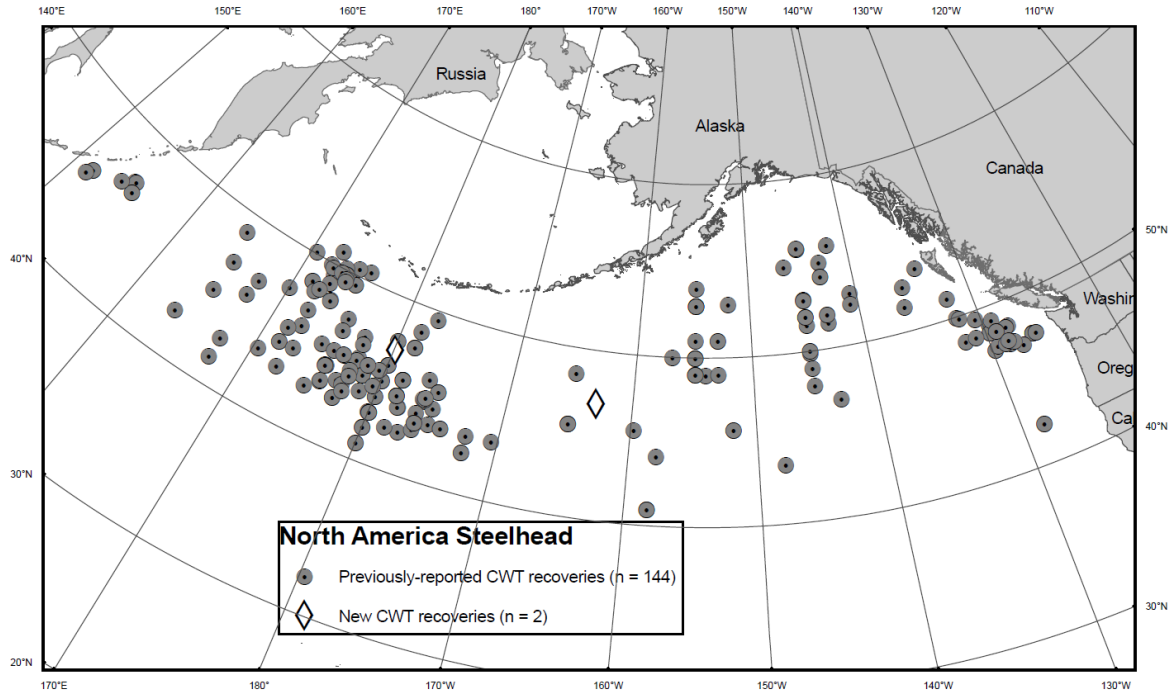 140°E 150°E 160°E 170°E 180° 170°W 160°W 150°W 140°W 130°W 120°W 110°W
Russia
Alaska
Canada
50°N
40°N
Washin
Oreg
Ca
40°N
30°N
North America Steelhead
Previously-reported CWT recoveries (n = 144)
New CWT recoveries (n = 2)
30°N
20°N
170°E 180° 170°W 160°W 150°W 140°W 130°W